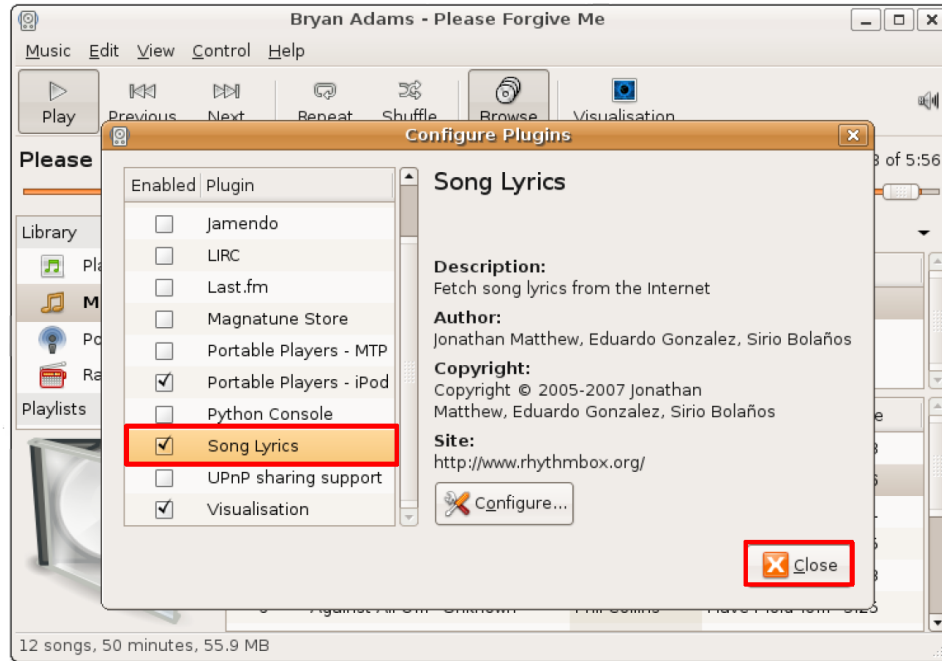 Bryan Adams - Please Forgive Me
Music Edit View Control Help
Play Previous Next Repeat Shuffle Browse Visualisation
Configure Plugins
Please
of 5:56
Enabled Plugin
Song Lyrics
Library
Jamendo
LIRC
Last.fm
Magnatune Store
Portable Players - MTP
Portable Players - iPod
Python Console
Song Lyrics
UPnP sharing support
Visualisation
Playlists
Description:
Fetch song lyrics from the Internet
Author:
Jonathan Matthew, Eduardo Gonzalez, Sirio Bolaños
Copyright:
Copyright © 2005-2007 Jonathan
Matthew, Eduardo Gonzalez, Sirio Bolaños
Site:
http://www.rhythmbox.org/
Configure...
Close
12 songs, 50 minutes, 55.9 MB